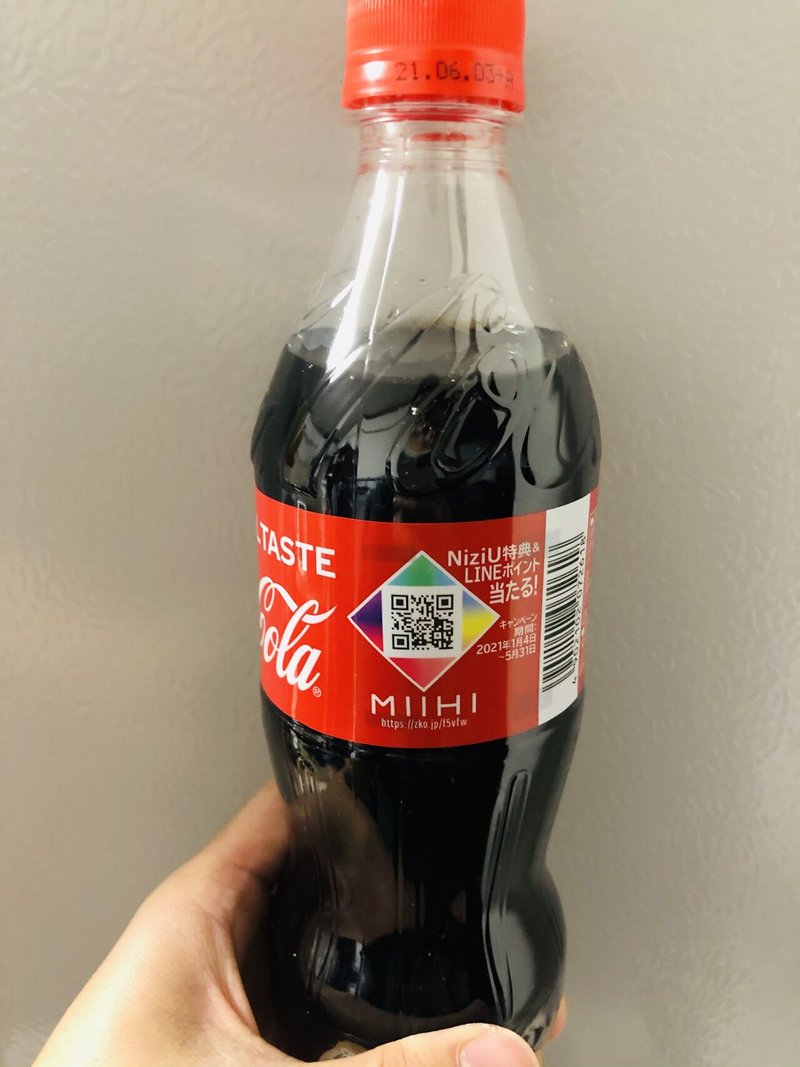 21.06.03+A
TASTE
Cola®
NiziU特典&
LINEポイント
当たる!
キャンペーン
期間:
2021年1月4日
~5月31日
MIIHI
https://zko.jp/f5vfw